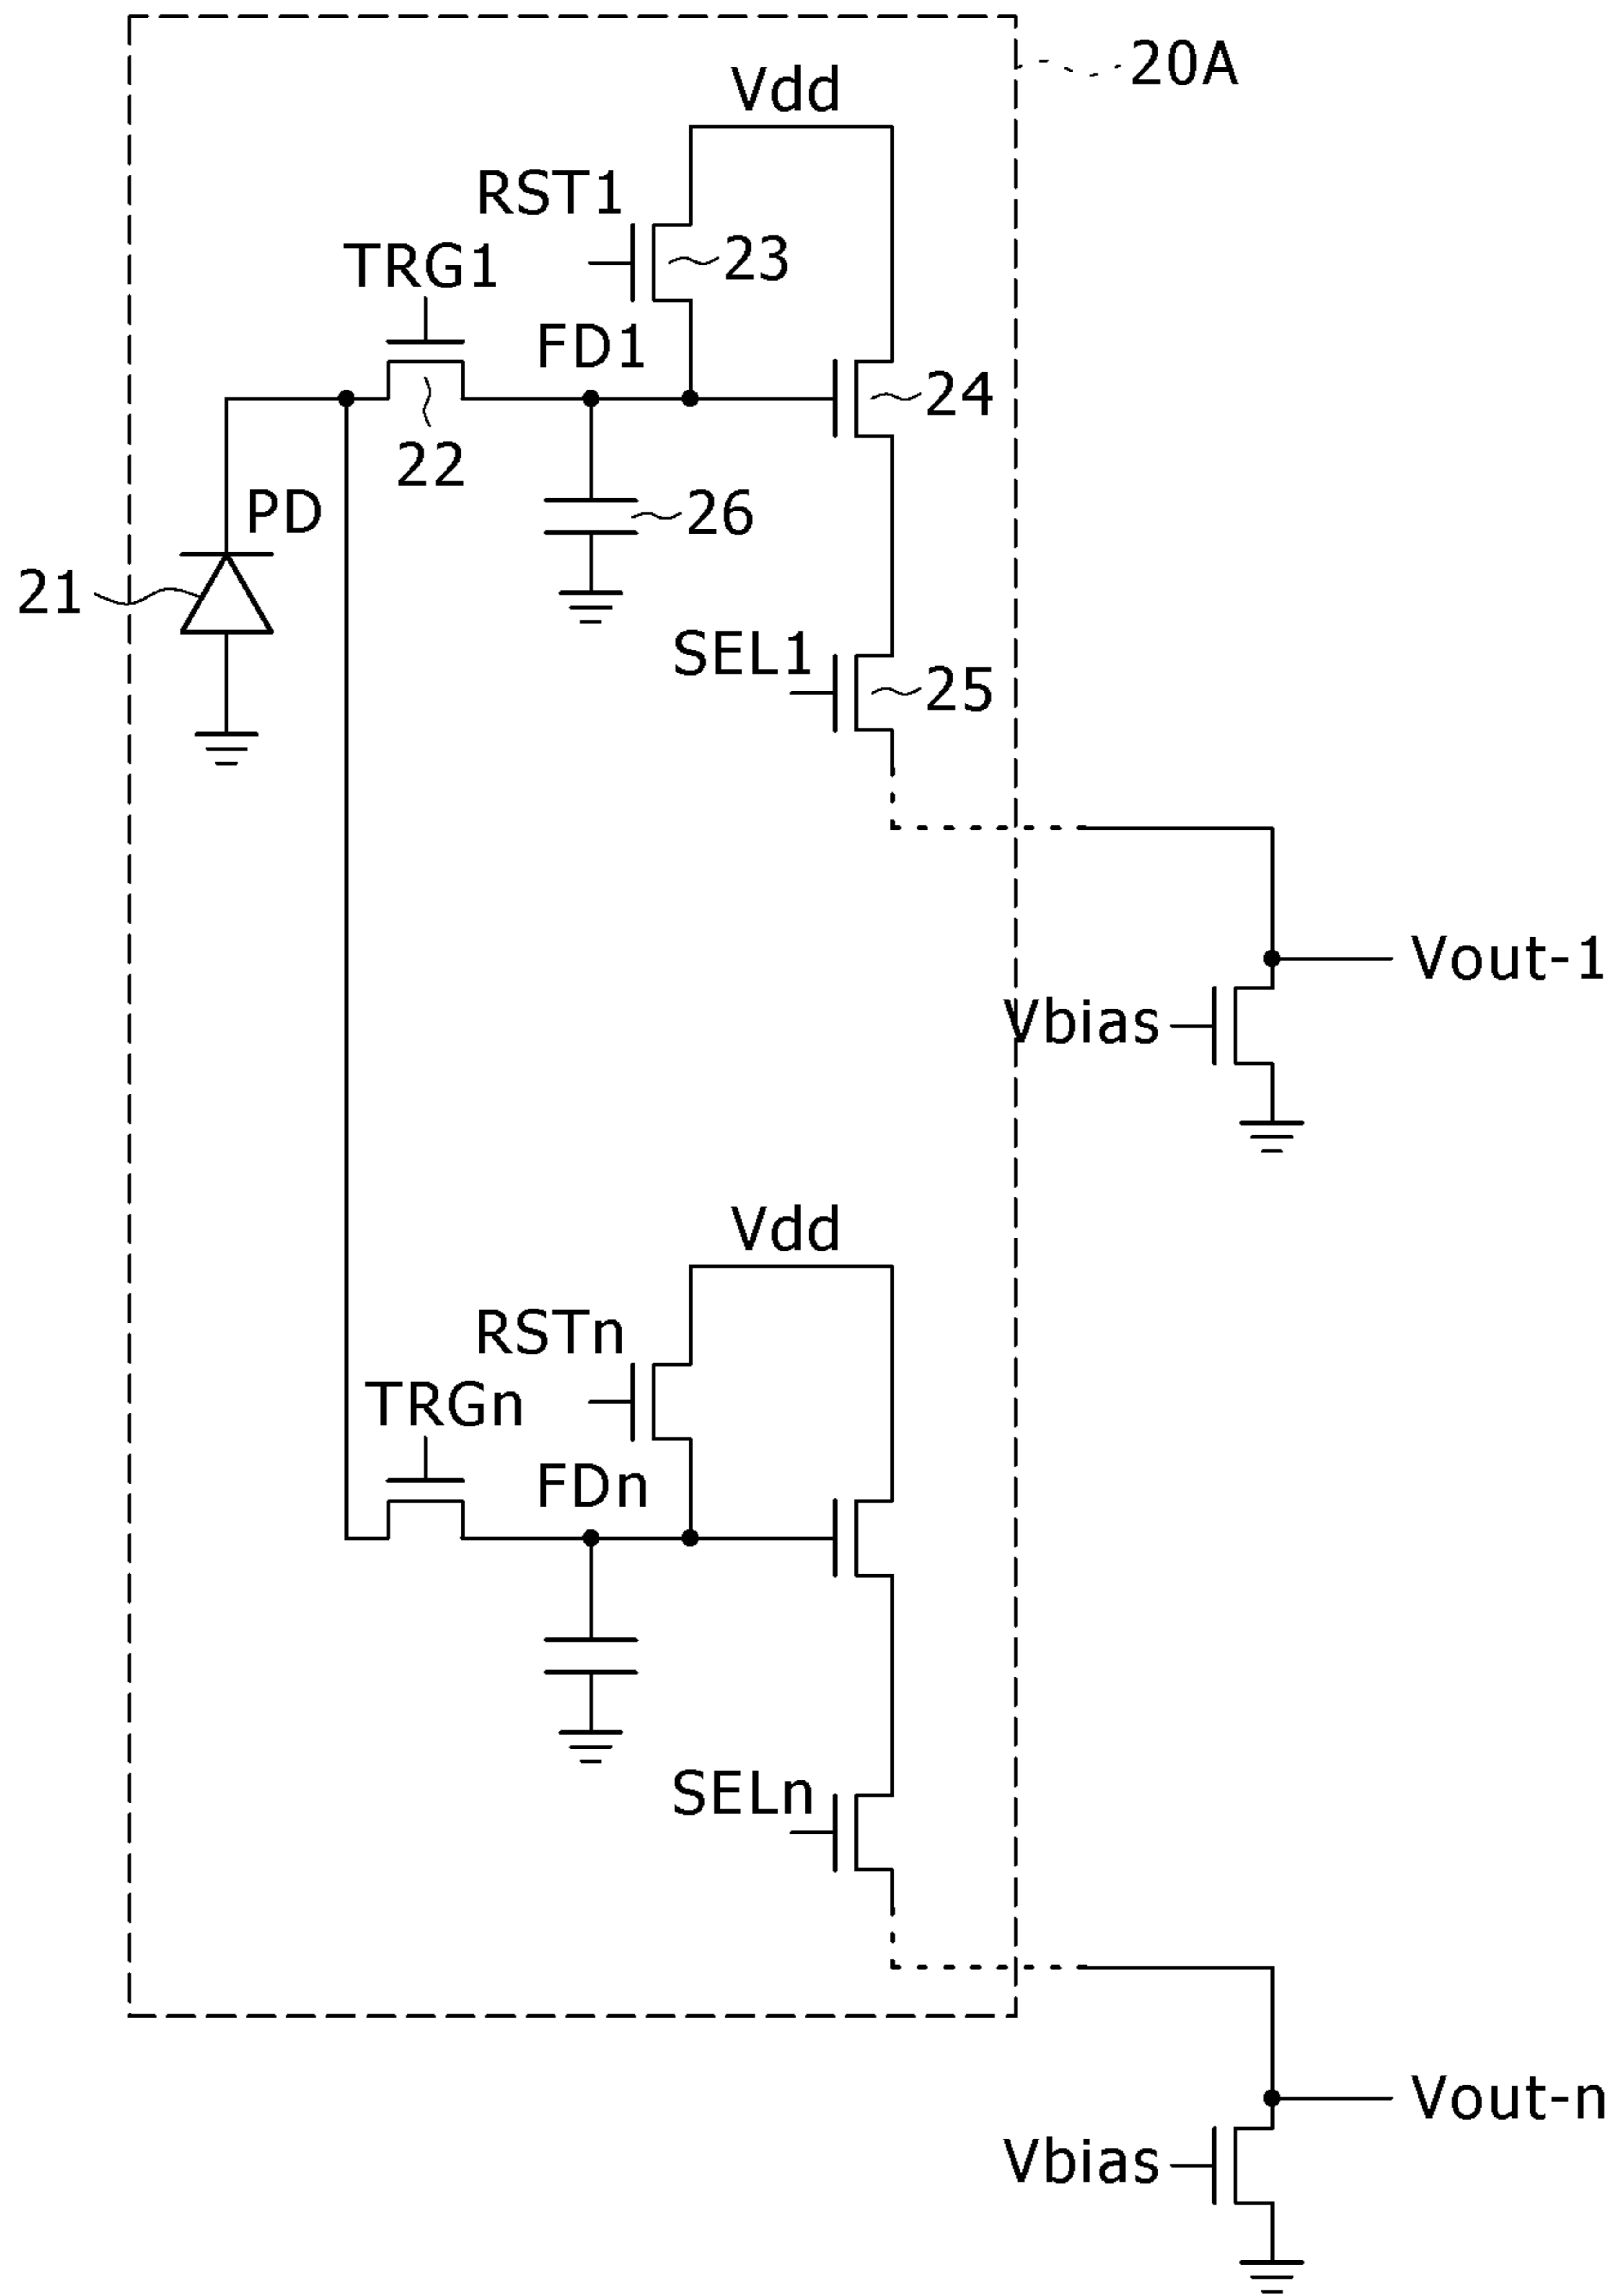 20A
Vdd
RST1
23
TRG1
FD1
24
22
PD
26
21
SEL1
25
Vout-1
Vbias
Vdd
RSTn
TRGn
FDn
SELn
Vout-n
Vbias